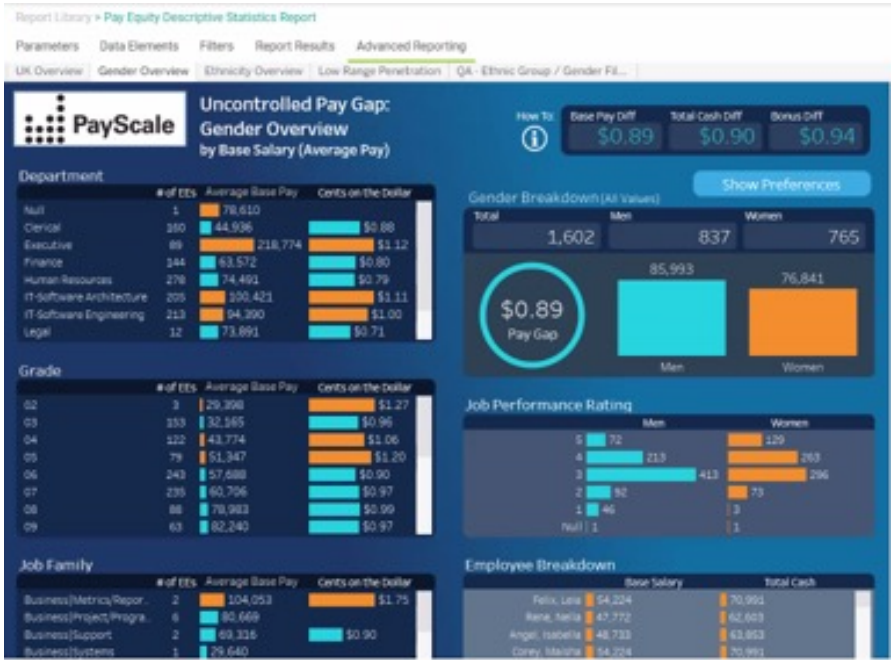 Report Library > Pay Equity Descriptive Statistics Report
Parameters Data Elements Filters Report Results Advanced Reporting
UK Overview Gender Overview Ethnicity Overview Low Range Penetration QA - Ethnic Group / Gender Fil...
PayScale
Uncontrolled Pay Gap:
Gender Overview
by Base Salary (Average Pay)
How To:
Base Pay Diff Total Cash Diff Bonus Diff
$0.89 $0.90 $0.94
Show Preferences
Department
# of EEs Average Base Pay Cents on the Dollar
Null 1 78,610
Clerical 160 44,936 $0.88
Executive 89 218,774 $1.12
Finance 144 63,572 $0.80
Human Resources 278 74,491 $0.79
IT-Software Architecture 205 100,421 $1.11
IT-Software Engineering 213 94,390 $1.00
Legal 12 73,891 $0.71
Gender Breakdown (All Values)
Total Men Women
1,602 837 765
$0.89
Pay Gap
85,993 76,841
Men Women
Grade
# of EEs Average Base Pay Cents on the Dollar
02 3 29,398 $1.27
03 153 32,165 $0.96
04 122 43,774 $1.06
05 79 51,347 $1.20
06 243 57,688 $0.90
07 235 60,706 $0.97
08 88 78,983 $0.99
09 63 82,240 $0.97
Job Performance Rating
Men Women
5 72 129
4 213 263
3 413 296
2 92 73
1 46 3
Null 1 1
Job Family
# of EEs Average Base Pay Cents on the Dollar
Business|Metrics/Repor.. 2 104,053 $1.75
Business|Project/Progra.. 6 80,669
Business|Support 2 69,316 $0.90
Business|Systems 1 29,640
Employee Breakdown
Base Salary Total Cash
Felix, Leia 54,224 70,991
Rene, Nella 47,772 62,603
Angel, Isabella 48,733 63,853
Corey, Maisha 54,224 70,991